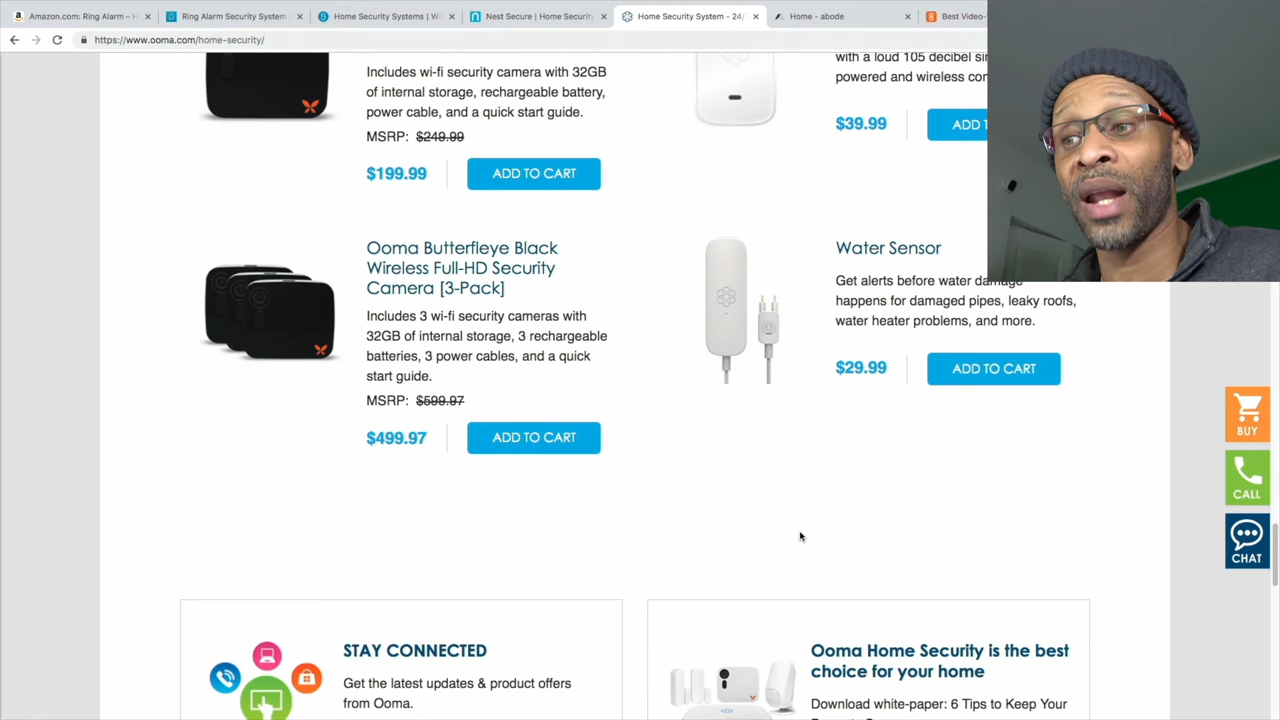 Amazon.com: Ring Alarm – H
Ring Alarm Security System
Home Security Systems | Wi
Nest Secure | Home Security
Home Security System - 24/
Home - abode
Best Video-
https://www.ooma.com/home-security/
Includes wi-fi security camera with 32GB
of internal storage, rechargeable battery,
power cable, and a quick start guide.
MSRP: $249.99
$199.99
ADD TO CART
with a loud 105 decibel
powered and wireless
$39.99
ADD
Ooma Butterfleye Black
Wireless Full-HD Security
Camera [3-Pack]
Includes 3 wi-fi security cameras with
32GB of internal storage, 3 rechargeable
batteries, 3 power cables, and a quick
start guide.
MSRP: $599.97
$499.97
ADD TO CART
Water Sensor
Get alerts before water damage
happens for damaged pipes, leaky roofs,
water heater problems, and more.
$29.99
ADD TO CART
BUY
CALL
CHAT
STAY CONNECTED
Get the latest updates & product offers
from Ooma.
Ooma Home Security is the best
choice for your home
Download white-paper: 6 Tips to Keep Your